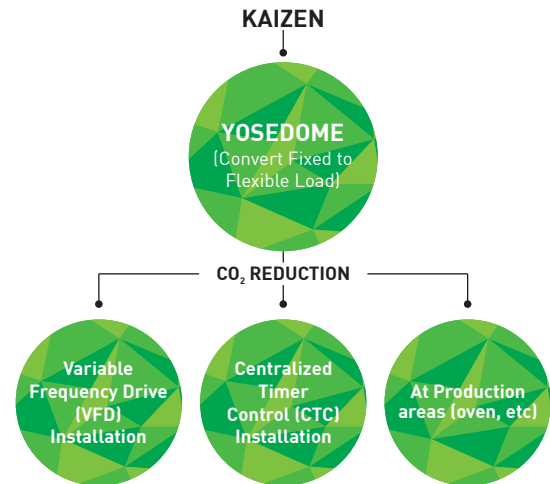 KAIZEN
YOSEDOME
(Convert Fixed to
Flexible Load)
CO₂ REDUCTION
Variable
Frequency Drive
(VFD)
Installation
Centralized
Timer
Control (CTC)
Installation
At Production
areas (oven, etc)